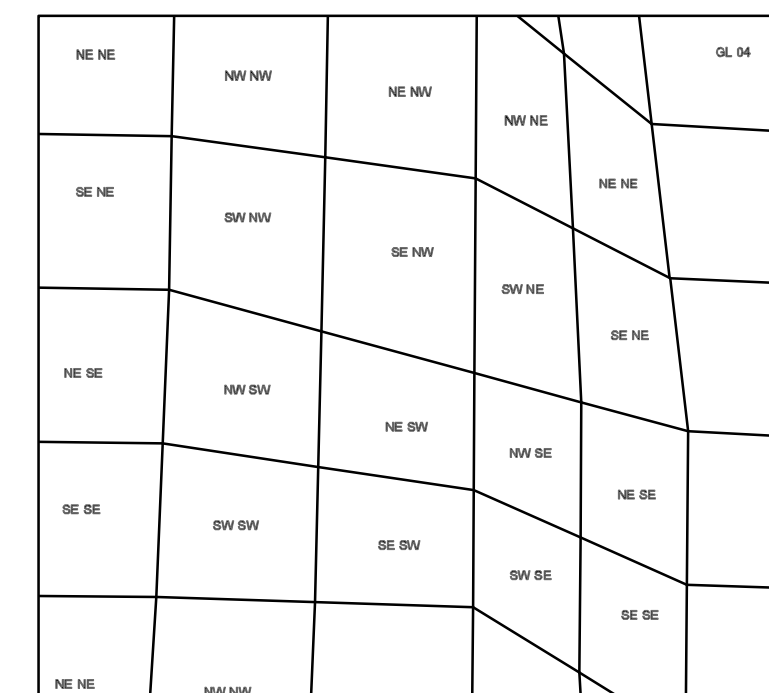 NE NE
NW NW
NE NW
NW NE
GL 04
NE NE
SE NE
SW NW
SE NW
SW NE
SE NE
NE SE
NW SW
NE SW
NW SE
NE SE
SE SE
SW SW
SE SW
SW SE
SE SE
NE NE
NW NW